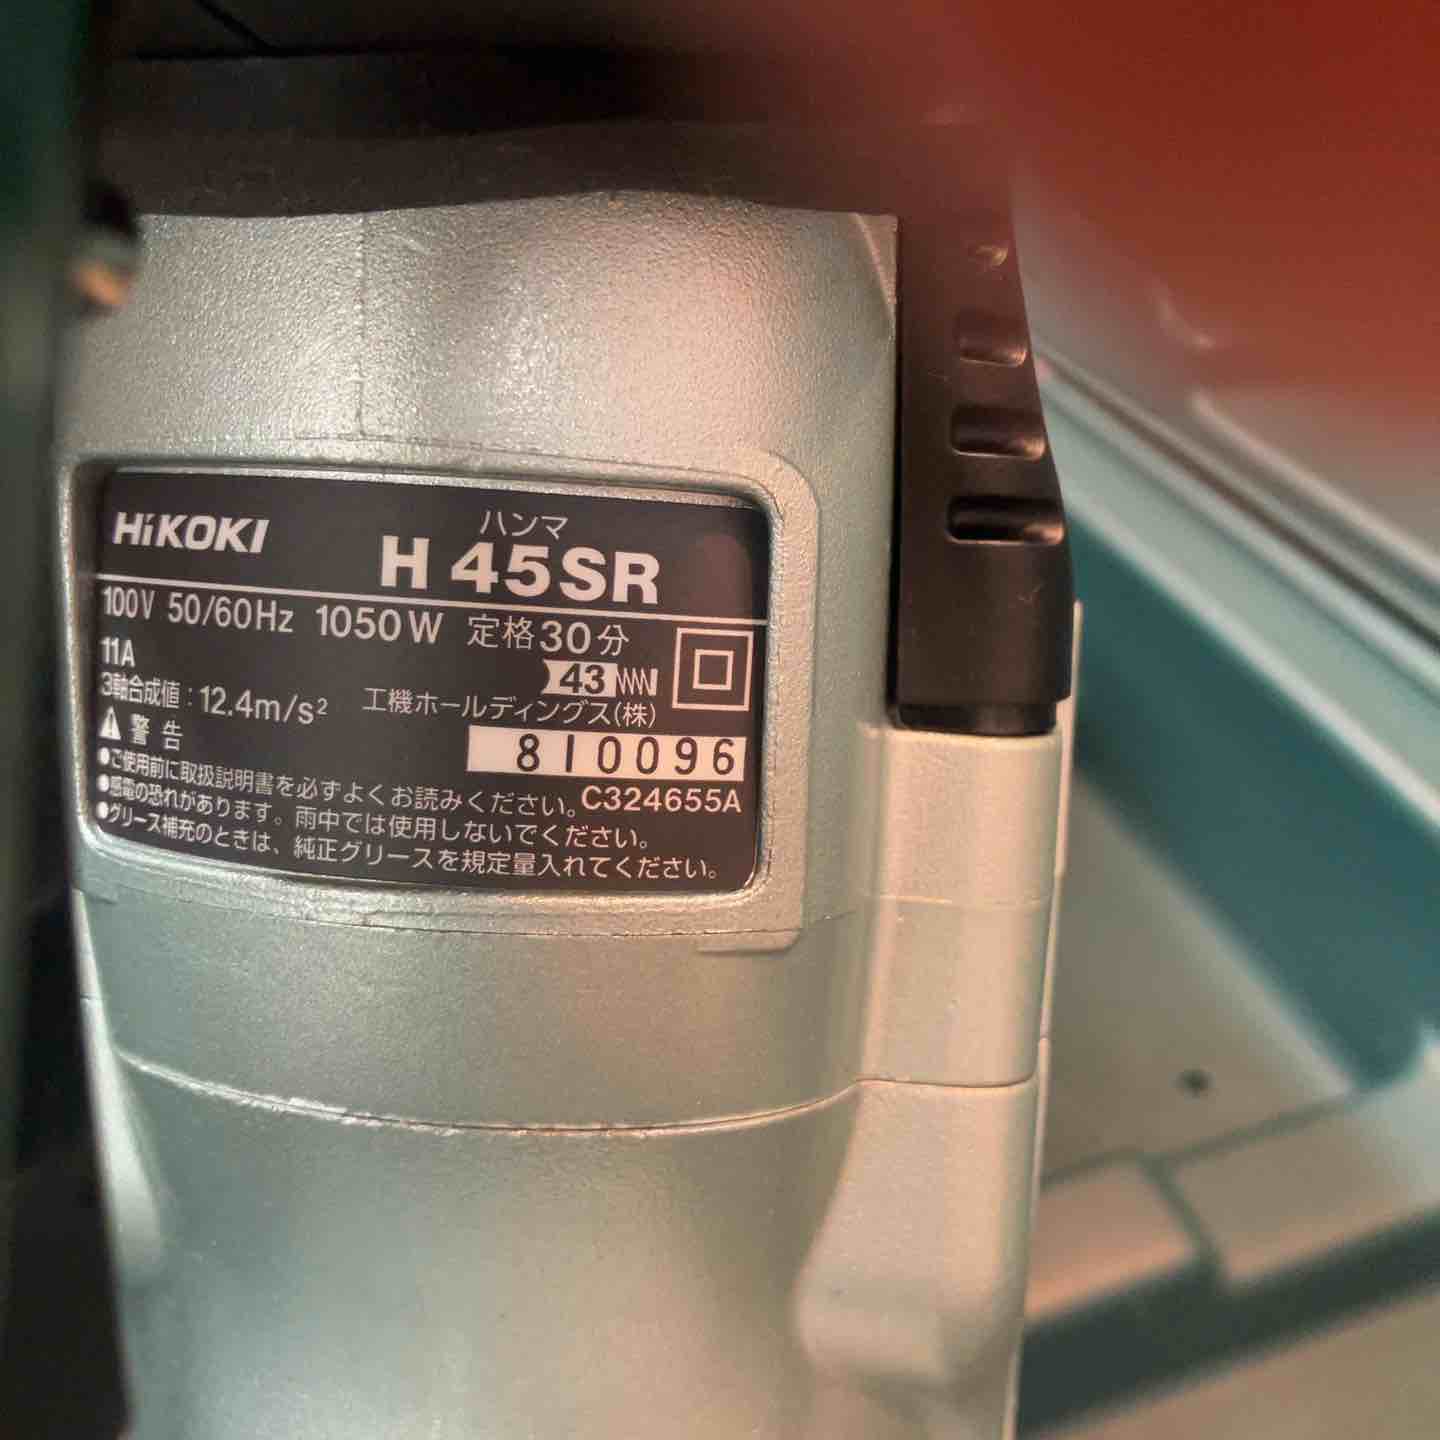 HiKOKI
ハンマ
H 45SR
100V 50/60Hz 1050W 定格30分
11A
43
3軸合成値：12.4m/s²
工機ホールディングス(株)
警告
810096
●ご使用前に取扱説明書を必ずよくお読みください。
C324655A
●感電の恐れがあります。雨中では使用しないでください。
●グリース補充のときは、純正グリースを規定量入れてください。